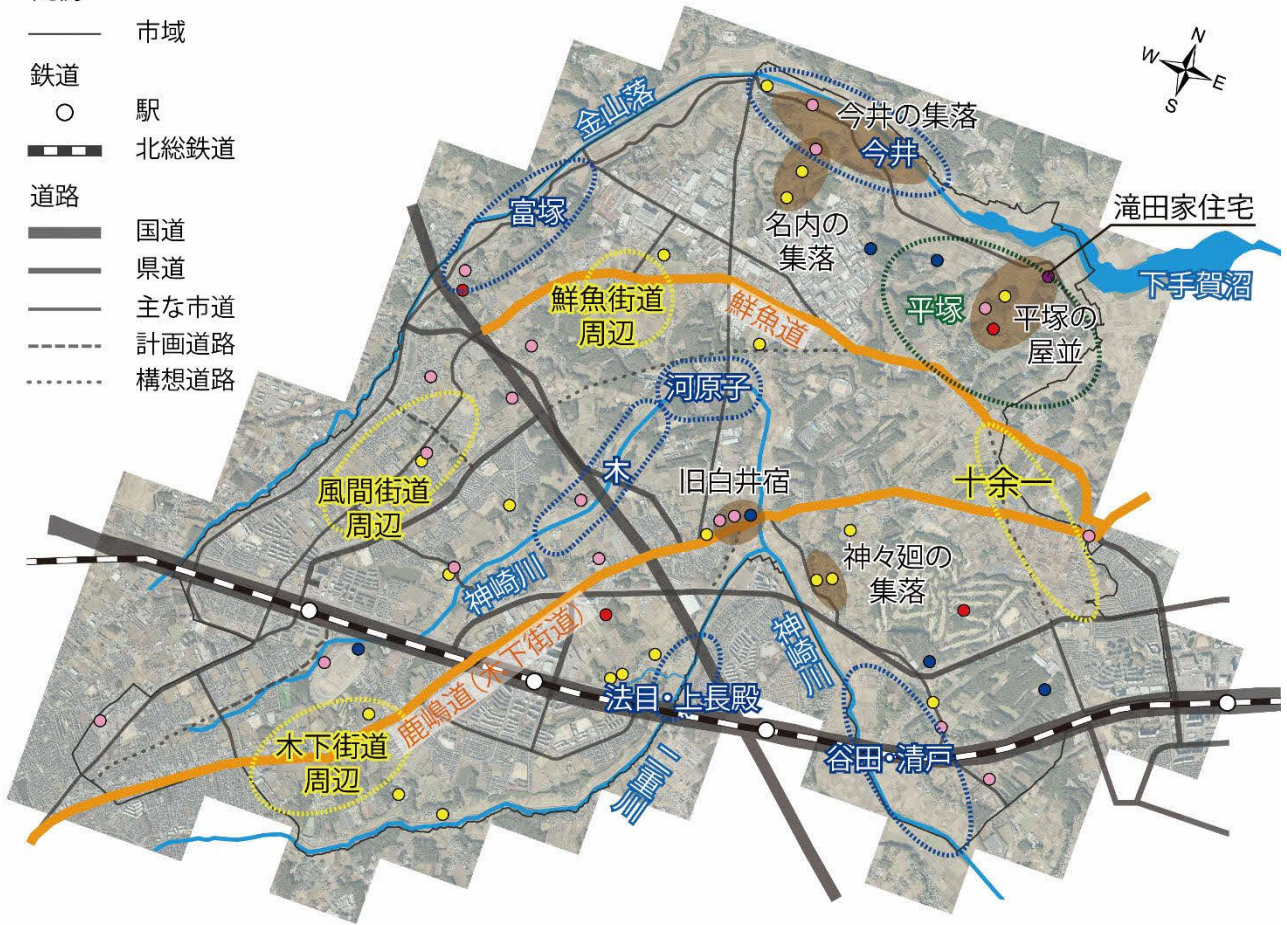 市域
鉄道
駅
北総鉄道
道路
国道
県道
主な市道
計画道路
構想道路
N
W
E
S
金山落
今井の集落
今井
富塚
名内の
集落
滝田家住宅
下手賀沼
鮮魚街道
周辺
鮮魚道
平塚
平塚の
屋並
河原子
木
旧白井宿
十余一
風間街道
周辺
神崎川
神々廻の
集落
鹿嶋道(木下街道)
神崎川
法目・上長殿
木下街道
周辺
二重川
谷田・清戸